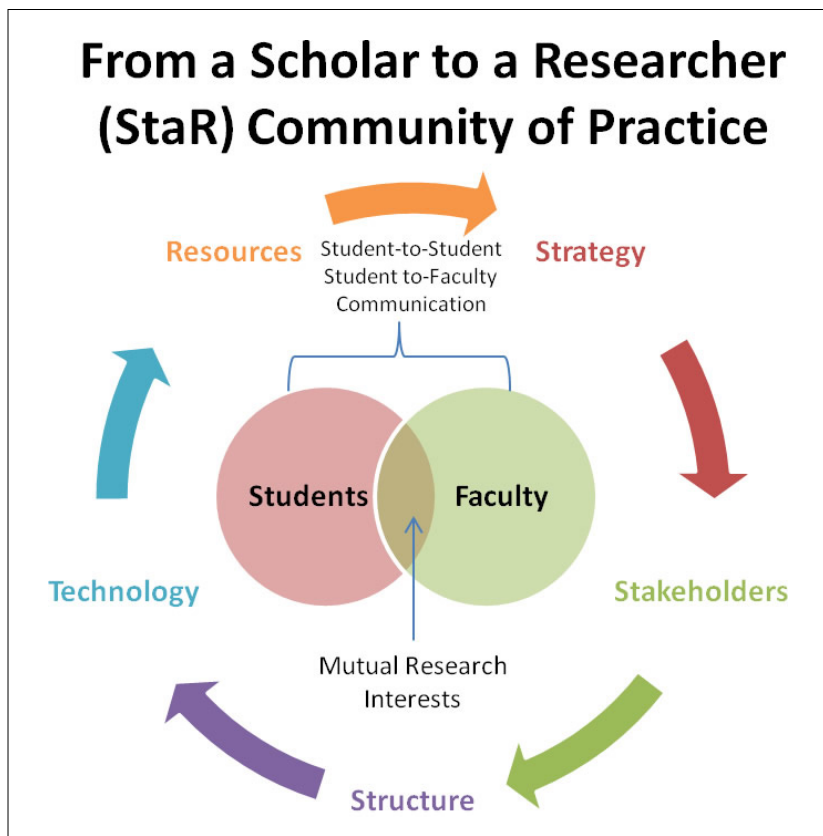 From a Scholar to a Researcher
(StaR) Community of Practice
Resources
Student-to-Student
Student to-Faculty
Communication
Strategy
Students
Faculty
Technology
Stakeholders
Mutual Research
Interests
Structure